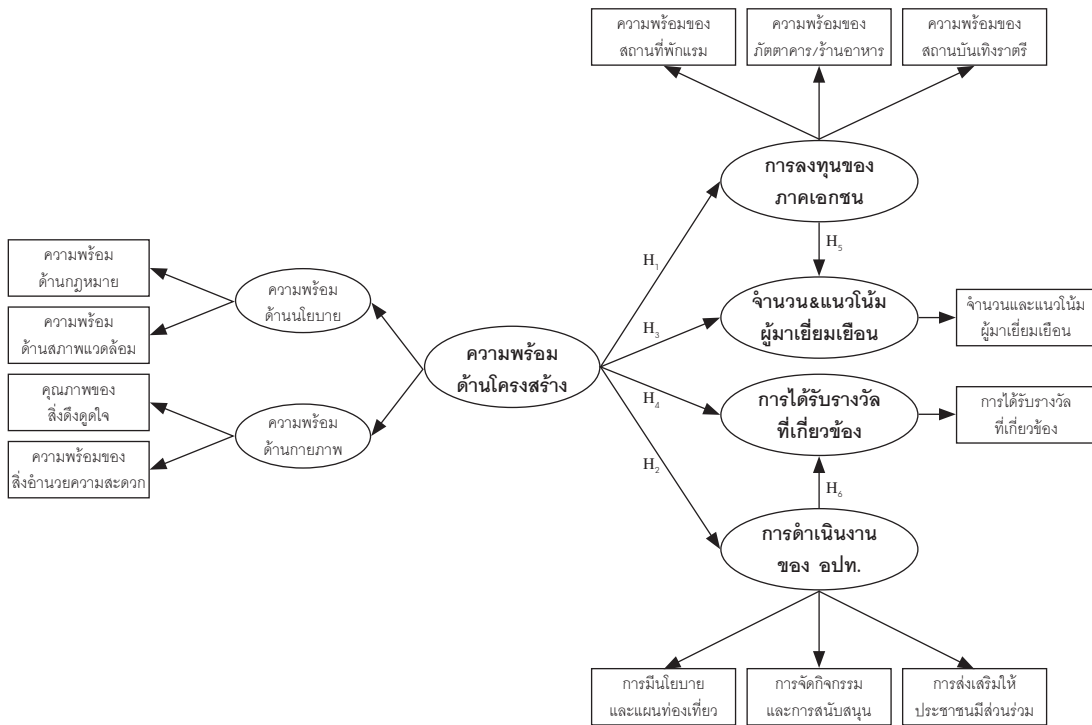 ความพร้อมของ
สถานที่พักแรม
ความพร้อมของ
ภัตตาคาร/ร้านอาหาร
ความพร้อมของ
สถานบันเทิงราตรี
การลงทุนของ
ภาคเอกชน
H₁
H₅
ความพร้อม
ด้านกฎหมาย
ความพร้อม
ด้านสภาพแวดล้อม
ความพร้อม
ด้านนโยบาย
คุณภาพของ
สิ่งดึงดูดใจ
ความพร้อมของ
สิ่งอำนวยความสะดวก
ความพร้อม
ด้านกายภาพ
ความพร้อม
ด้านโครงสร้าง
H₃
จำนวน&แนวโน้ม
ผู้มาเยี่ยมเยือน
จำนวนและแนวโน้ม
ผู้มาเยี่ยมเยือน
H₄
การได้รับรางวัล
ที่เกี่ยวข้อง
การได้รับรางวัล
ที่เกี่ยวข้อง
H₂
H₆
การดำเนินงาน
ของ อปท.
การมีนโยบาย
และแผนท่องเที่ยว
การจัดกิจกรรม
และการสนับสนุน
การส่งเสริมให้
ประชาชนมีส่วนร่วม